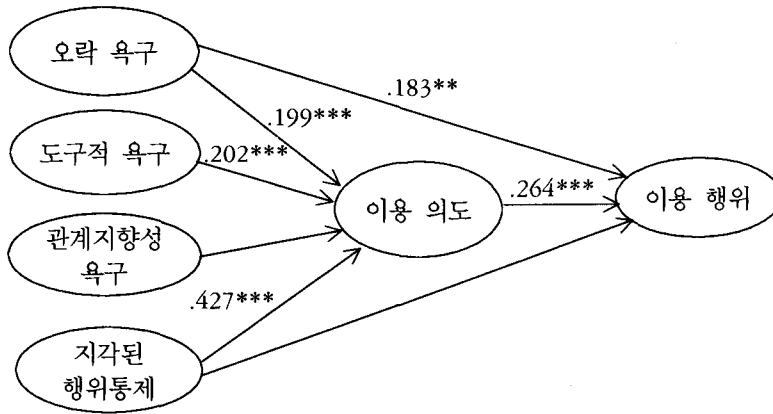 오락 욕구
.183**
.199***
도구적 욕구
.202***
이용 의도
.264***
이용 행위
관계지향성
욕구
.427***
지각된
행위통제